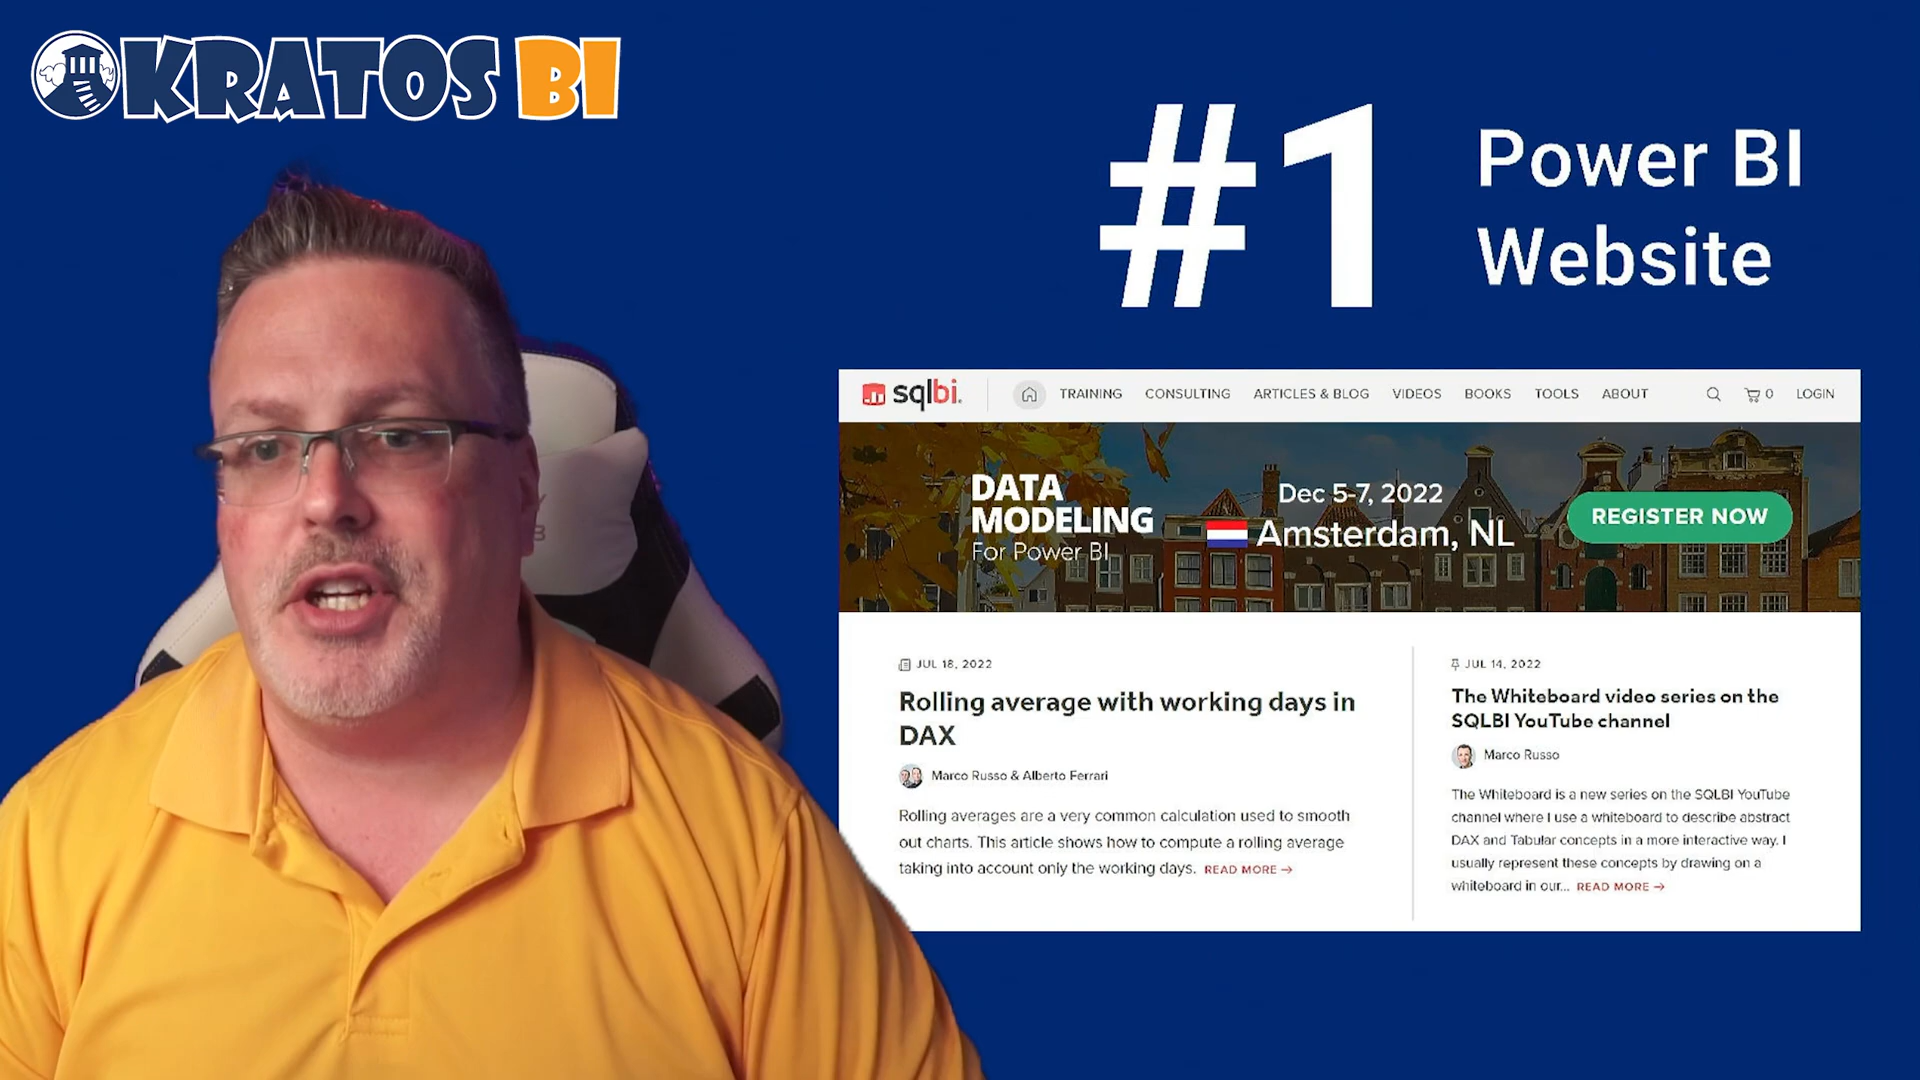 KRATOS BI
#1
Power BI
Website
sqlbi.
TRAINING CONSULTING ARTICLES & BLOG VIDEOS BOOKS TOOLS ABOUT 0 LOGIN
DATA
MODELING
For Power BI
Dec 5-7, 2022
Amsterdam, NL
REGISTER NOW
JUL 18, 2022
Rolling average with working days in
DAX
Marco Russo & Alberto Ferrari
Rolling averages are a very common calculation used to smooth
out charts. This article shows how to compute a rolling average
taking into account only the working days. READ MORE →
JUL 14, 2022
The Whiteboard video series on the
SQLBI YouTube channel
Marco Russo
The Whiteboard is a new series on the SQLBI YouTube
channel where I use a whiteboard to describe abstract
DAX and Tabular concepts in a more interactive way. I
usually represent these concepts by drawing on a
whiteboard in our... READ MORE →